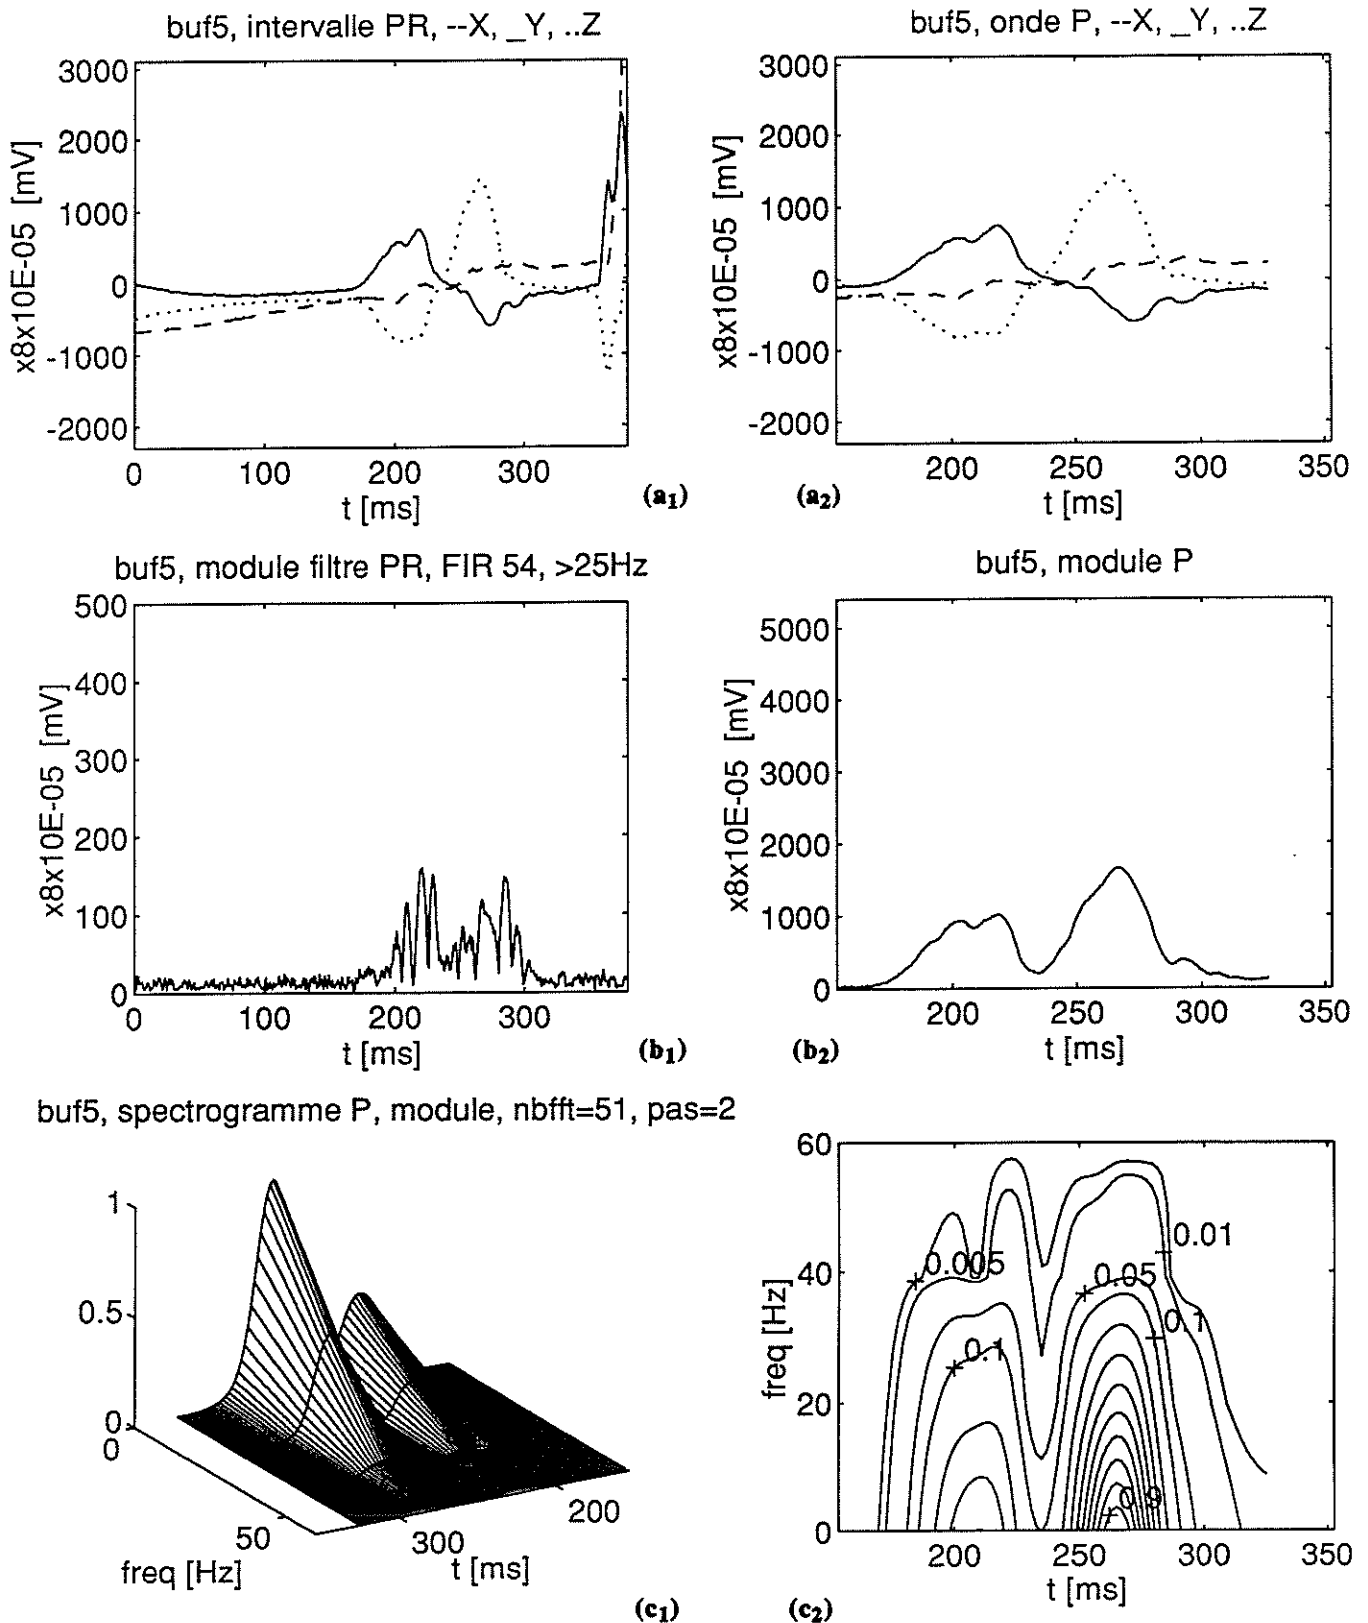 buf5, intervalle PR, --X, _Y, ..Z
x8x10E-05 [mV]
3000
2000
1000
0
-1000
-2000
0
100
200
300
t [ms]
(a1)
buf5, onde P, --X, _Y, ..Z
x8x10E-05 [mV]
3000
2000
1000
0
-1000
-2000
200
250
300
350
t [ms]
(a2)
buf5, module filtre PR, FIR 54, >25Hz
x8x10E-05 [mV]
500
400
300
200
100
0
0
100
200
300
t [ms]
(b1)
buf5, module P
x8x10E-05 [mV]
5000
4000
3000
2000
1000
0
200
250
300
350
t [ms]
(b2)
buf5, spectrogramme P, module, nbfft=51, pas=2
1
0.5
0
0
50
freq [Hz]
300
200
t [ms]
(c1)
freq [Hz]
60
40
20
0
0.005
0.01
0.05
0.1
0.1
0.9
200
250
300
350
t [ms]
(c2)